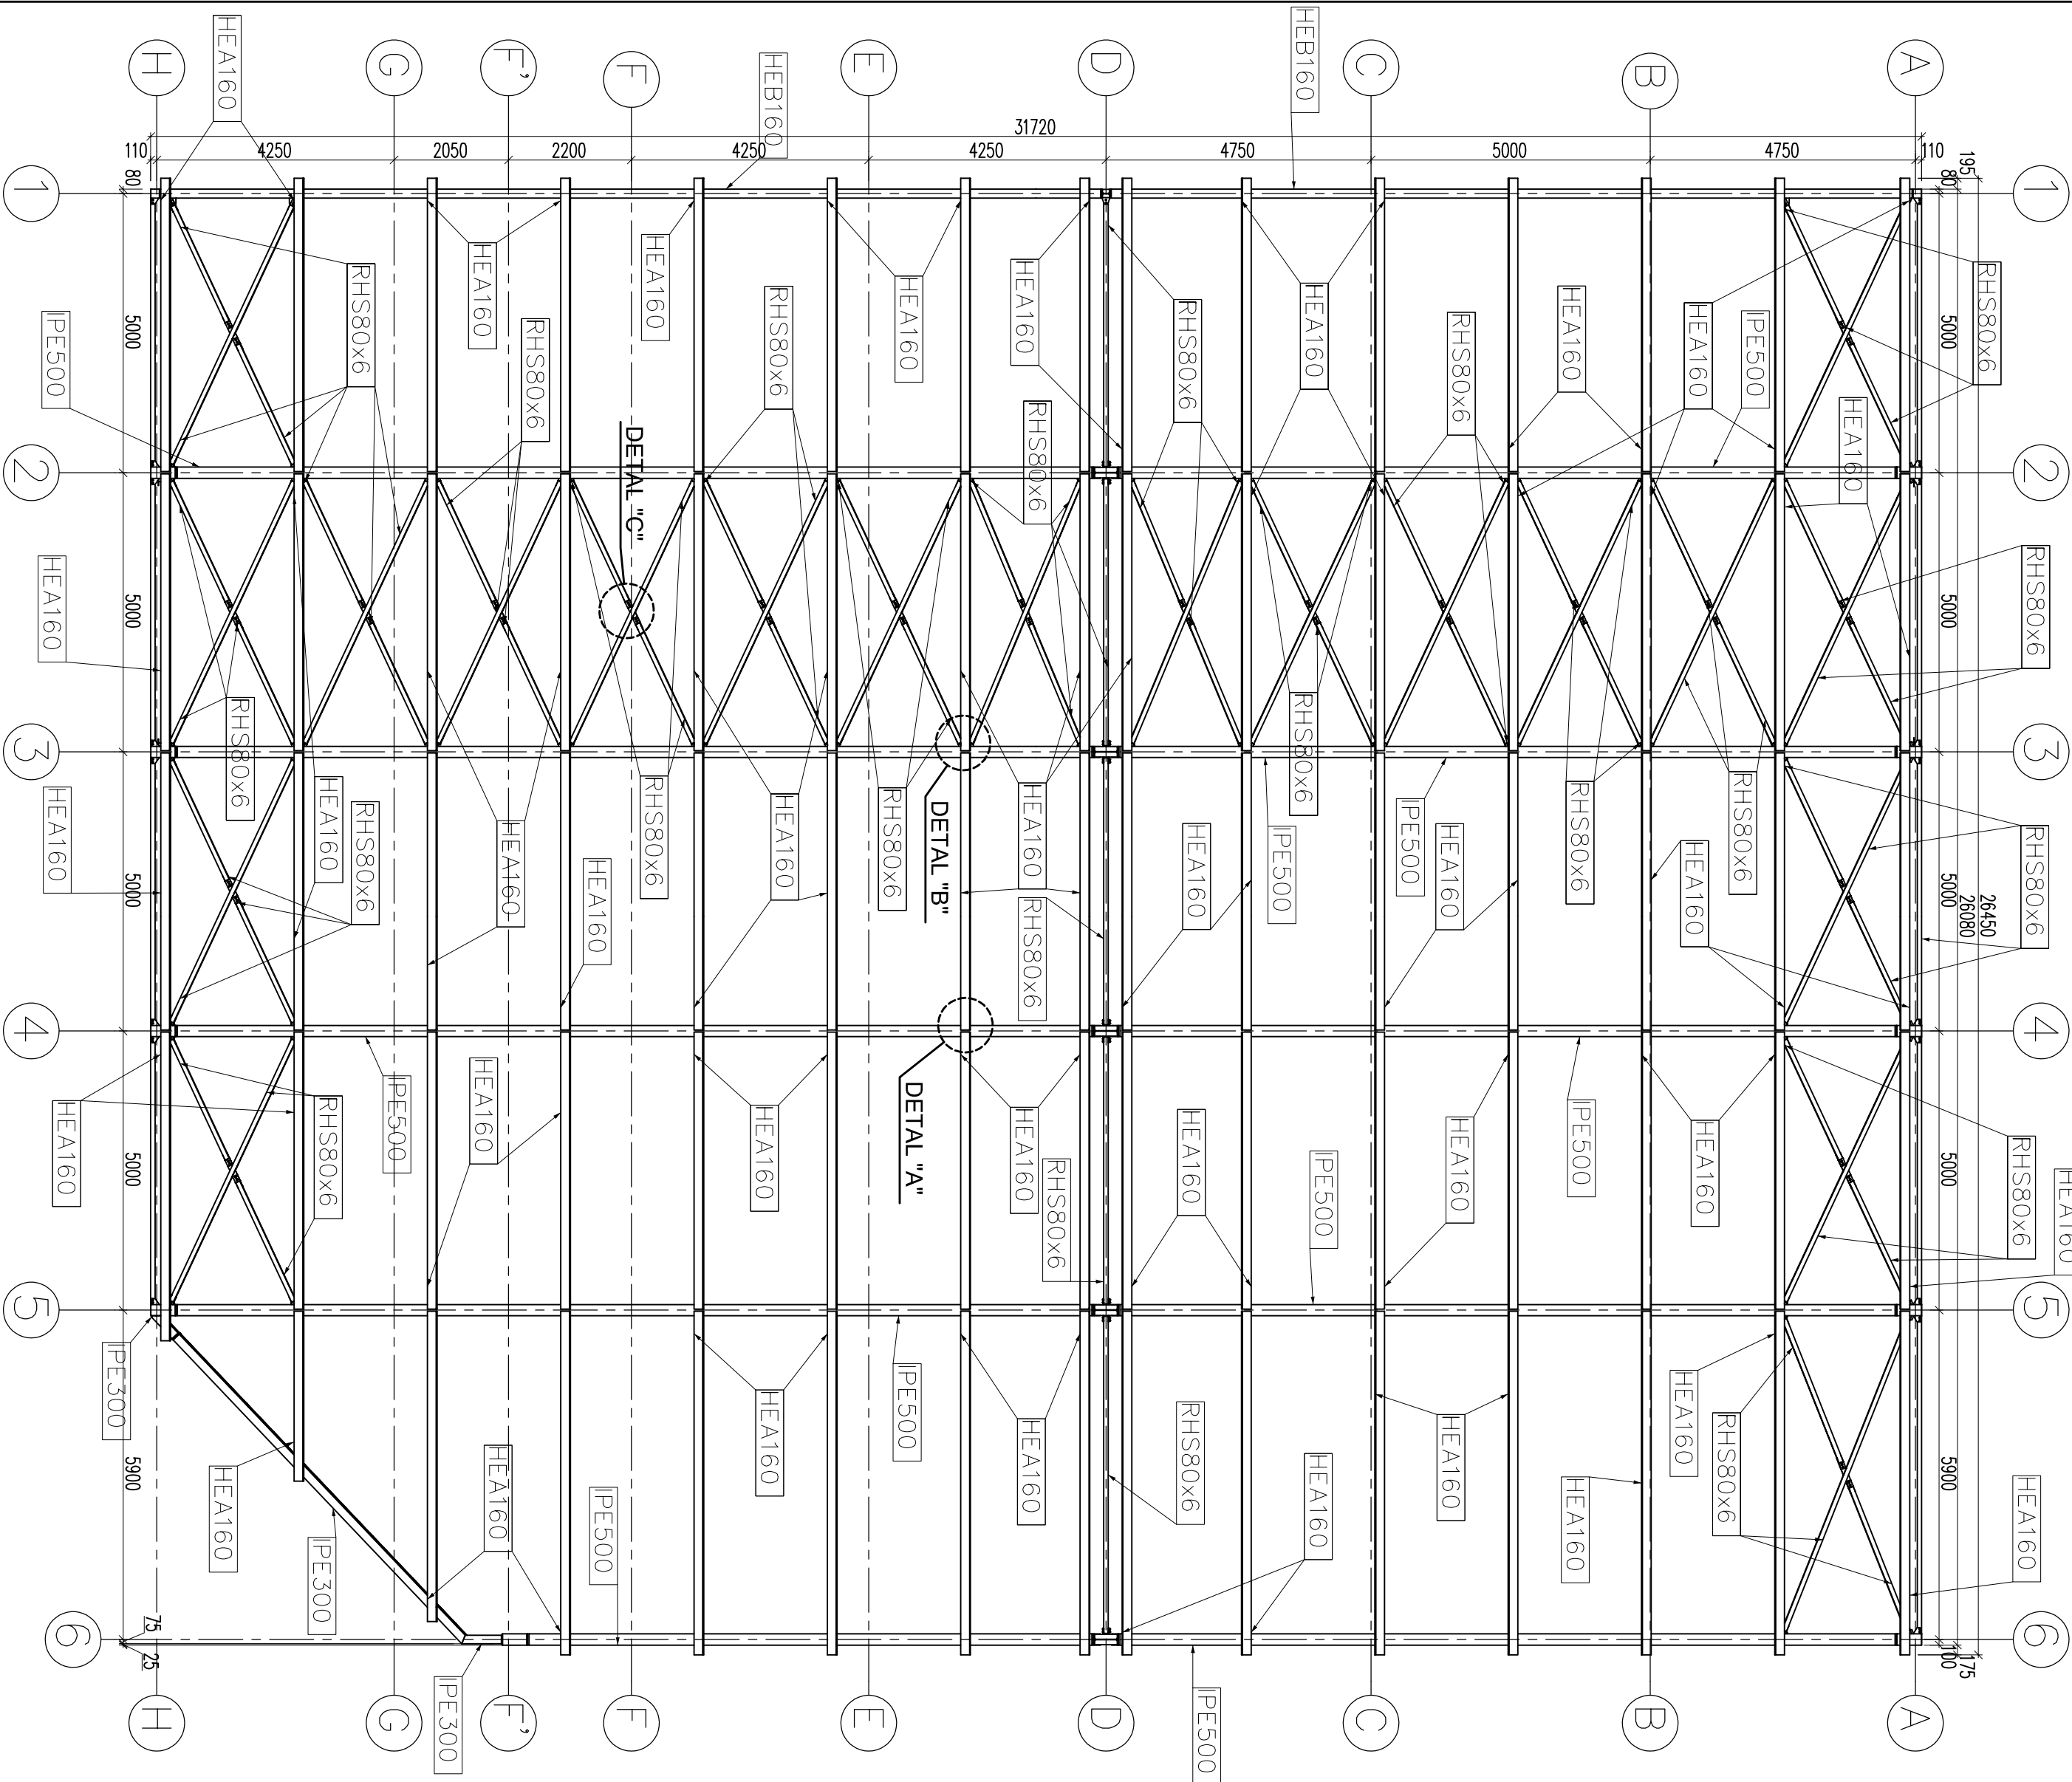 HEA160
HEB160
HEB160
H
G
F'
F
E
D
C
B
A
31720
110
4250
2050
2200
4250
4250
4750
5000
4750
110
80
195
80
1
1
HEA160
HEA160
HEA160
HEA160
HEA160
HEA160
HEA160
RHS80x6
RHS80x6
RHS80x6
RHS80x6
RHS80x6
RHS80x6
RHS80x6
IPE500
IPE500
5000
5000
HEA160
2
2
DETAL "C"
HEA160
5000
5000
RHS80x6
RHS80x6
RHS80x6
3
3
HEA160
HEA160
RHS80x6
HEA160
HEA160
RHS80x6
HEA160
RHS80x6
HEA160
DETAL "B"
RHS80x6
HEA160
IPE500
IPE500
HEA160
RHS80x6
RHS80x6
HEA160
RHS80x6
5000
5000
26080
26450
4
4
HEA160
RHS80x6
IPE500
HEA160
HEA160
DETAL "A"
HEA160
RHS80x6
HEA160
IPE500
HEA160
IPE500
HEA160
RHS80x6
HEA160
5000
5000
5
5
IPE300
HEA160
IPE300
HEA160
IPE500
HEA160
IPE500
HEA160
RHS80x6
HEA160
HEA160
HEA160
HEA160
RHS80x6
HEA160
5900
5900
75
25
100
175
6
6
IPE300
IPE500
H
G
F'
F
E
D
C
B
A